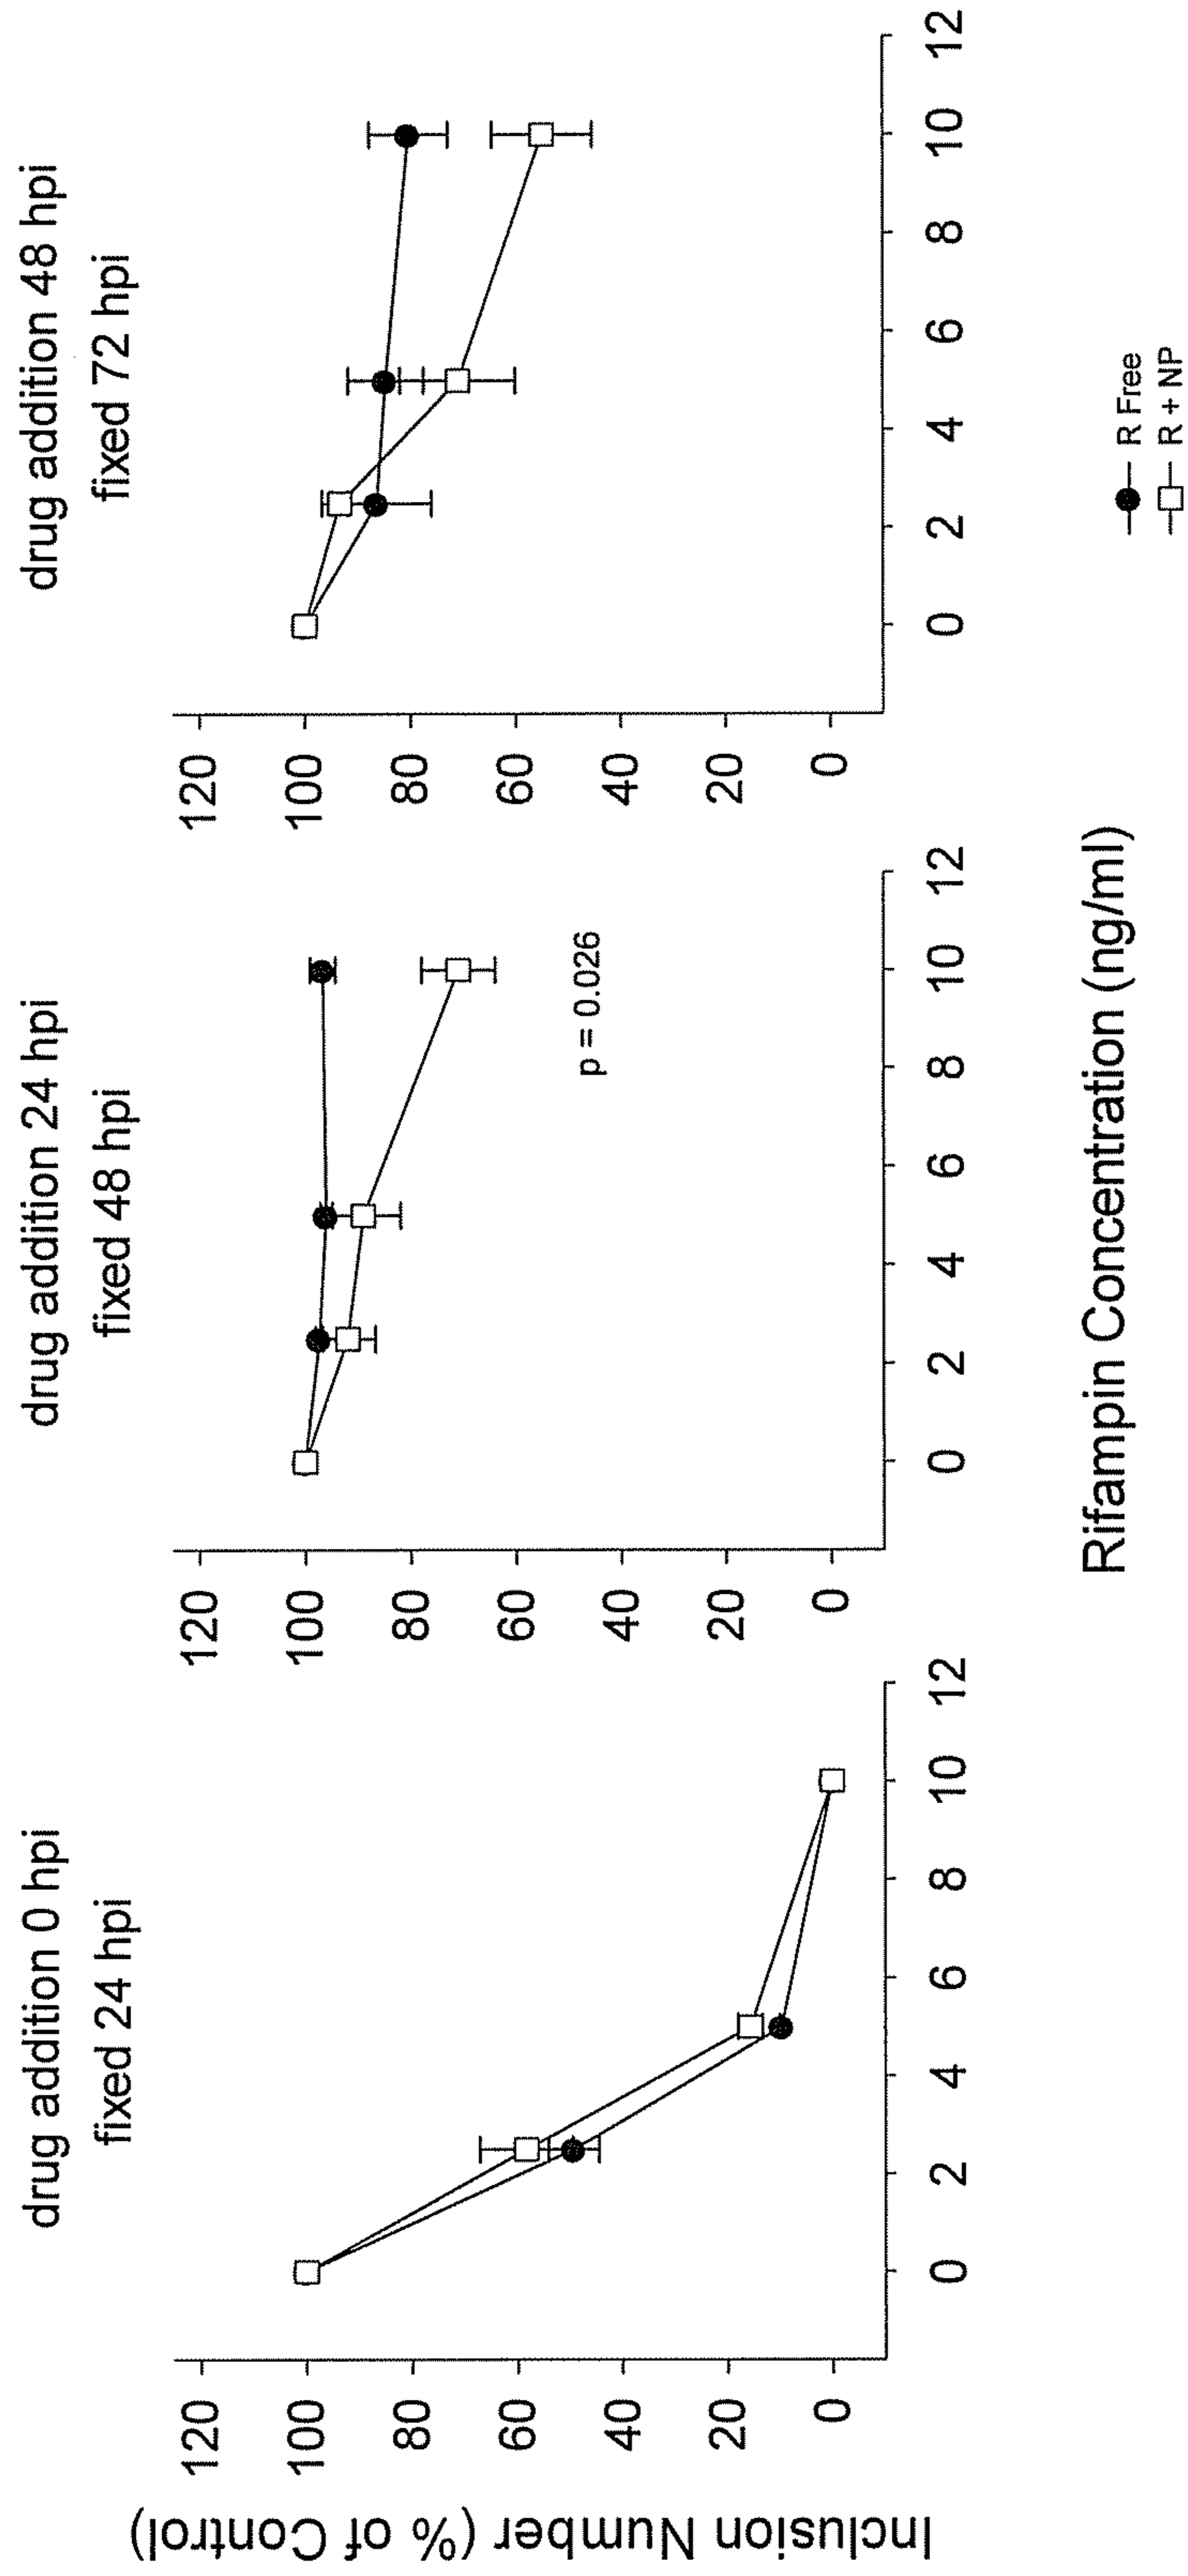 drug addition 0 hpi
fixed 24 hpi
drug addition 24 hpi
fixed 48 hpi
drug addition 48 hpi
fixed 72 hpi
Inclusion Number (% of Control)
120
100
80
60
40
20
0
0 2 4 6 8 10 12
120
100
80
60
40
20
0
p = 0.026
0 2 4 6 8 10 12
120
100
80
60
40
20
0
0 2 4 6 8 10 12
Rifampin Concentration (ng/ml)
R Free
R + NP